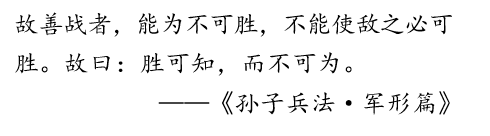 故善战者，能为不可胜，不能使敌之必可
胜。故曰：胜可知，而不可为。
——《孙子兵法·军形篇》